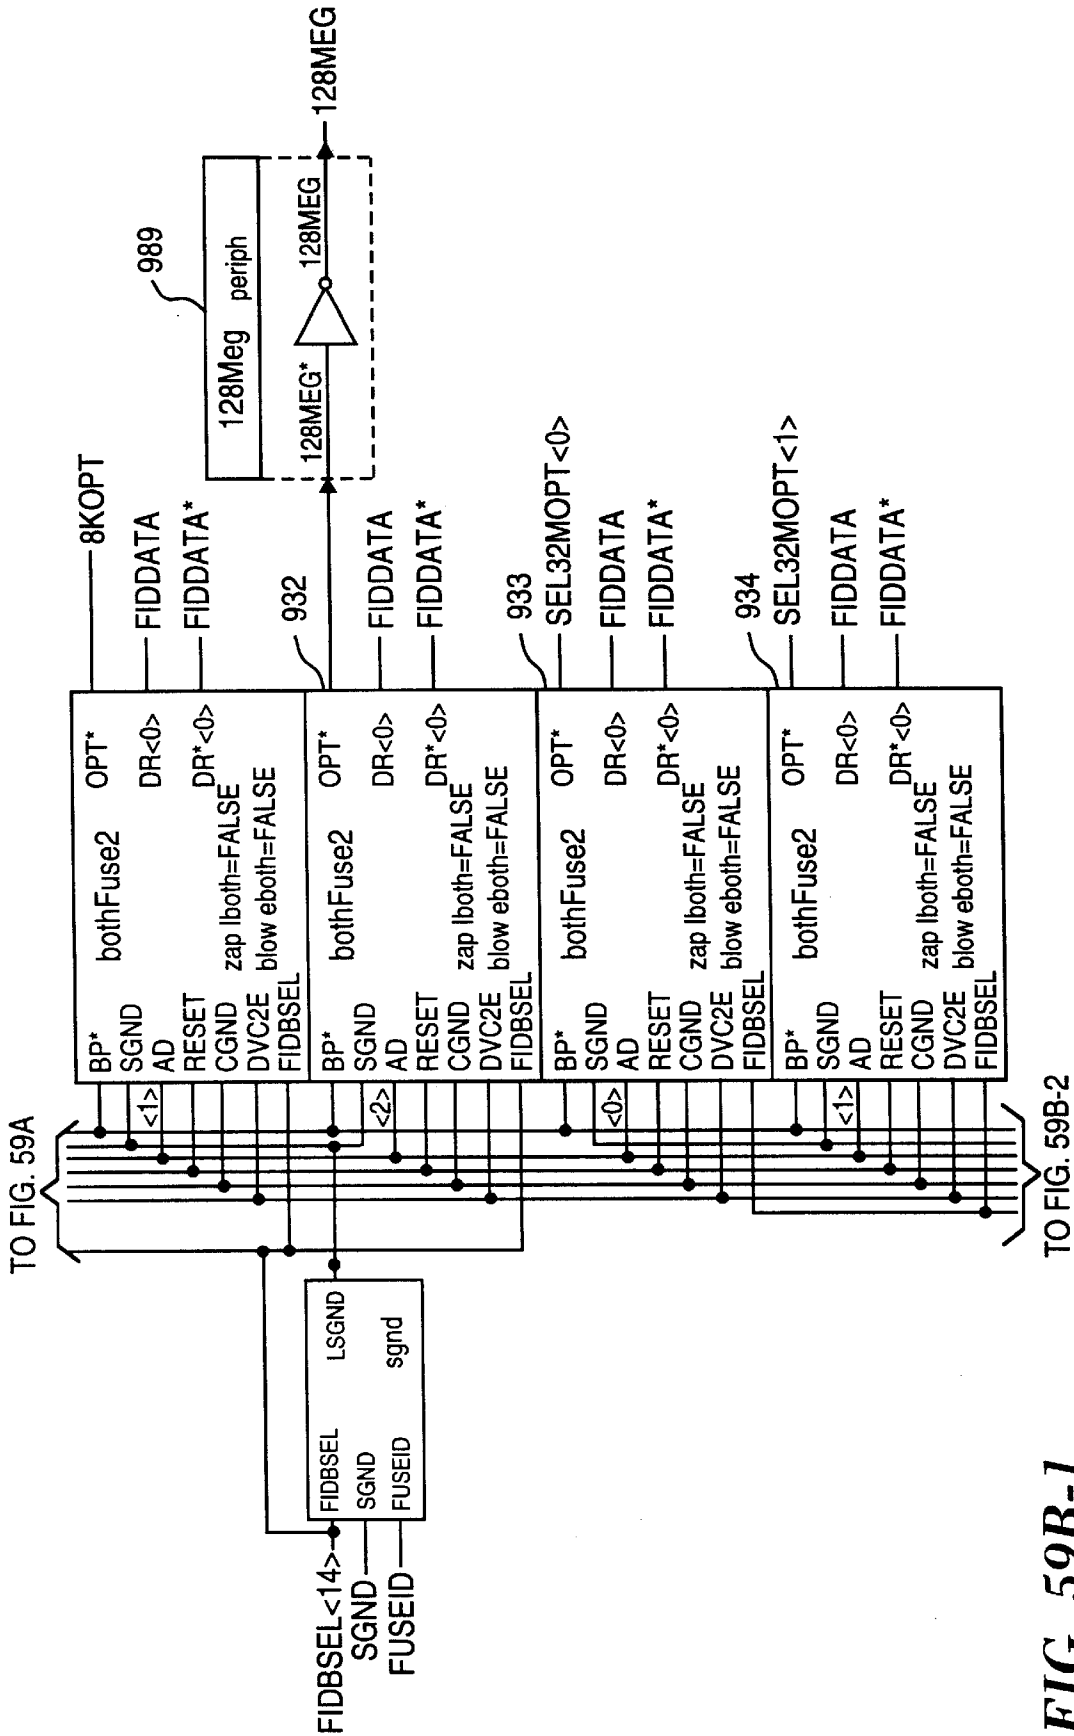 TO FIG. 59A
8KOPT
BP*
SGND
<1>
AD
RESET
CGND
DVC2E
FIDBSEL
bothFuse2
OPT*
DR<0>
DR*<0>
zap lboth=FALSE
blow eboth=FALSE
FIDDATA
FIDDATA*
932
989
128Meg periph
128MEG*
128MEG
128MEG
BP*
SGND
<2>
AD
RESET
CGND
DVC2E
FIDBSEL
bothFuse2
OPT*
DR<0>
DR*<0>
zap lboth=FALSE
blow eboth=FALSE
FIDDATA
FIDDATA*
933
SEL32MOPT<0>
BP*
SGND
<0>
AD
RESET
CGND
DVC2E
FIDBSEL
bothFuse2
OPT*
DR<0>
DR*<0>
zap lboth=FALSE
blow eboth=FALSE
FIDDATA
FIDDATA*
934
SEL32MOPT<1>
BP*
SGND
<1>
AD
RESET
CGND
DVC2E
FIDBSEL
bothFuse2
OPT*
DR<0>
DR*<0>
zap lboth=FALSE
blow eboth=FALSE
FIDDATA
FIDDATA*
FIDBSEL<14>
SGND
FUSEID
FIDBSEL
SGND
FUSEID
LSGND
sgnd
TO FIG. 59B-2
FIG. 59B-1